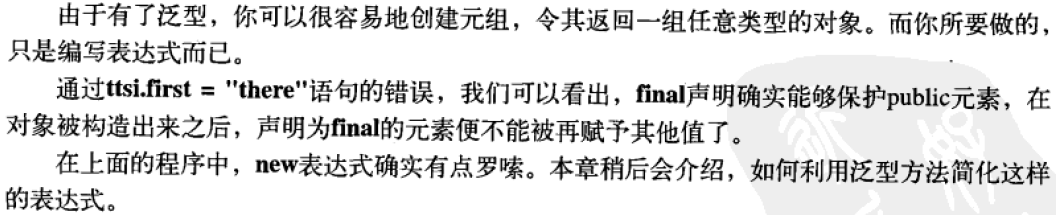 由于有了泛型，你可以很容易地创建元组，令其返回一组任意类型的对象。而你所要做的，
只是编写表达式而已。
通过ttsi.first = "there"语句的错误，我们可以看出，final声明确实能够保护public元素，在
对象被构造出来之后，声明为final的元素便不能被再赋予其他值了。
在上面的程序中，new表达式确实有点罗嗦。本章稍后会介绍，如何利用泛型方法简化这样
的表达式。